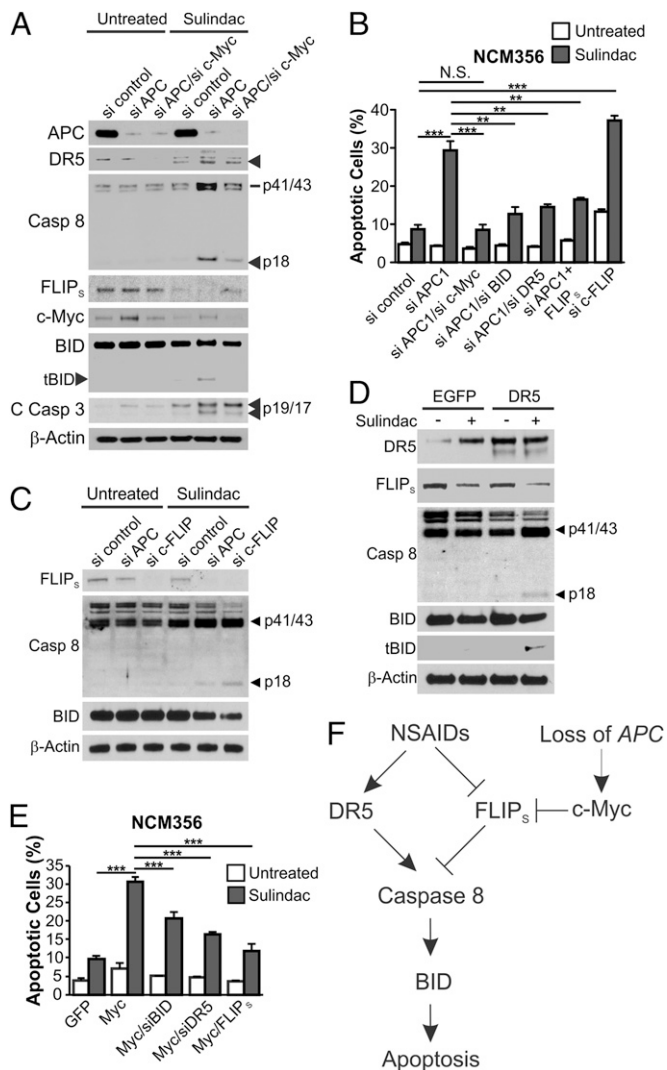 A
Untreated Sulindac
si control
si APC
si APC/si c-Myc
si control
si APC
si APC/si c-Myc
APC
DR5
p41/43
Casp 8
p18
FLIPs
c-Myc
BID
tBID
C Casp 3 p19/17
β-Actin
B
Untreated
NCM356 Sulindac
N.S.
***
**
**
**
*** ***
Apoptotic Cells (%)
40
30
20
10
0
si control
si APC1
si APC1/si c-Myc
si APC1/si BID
si APC1/si DR5
si APC1+
FLIPs
si c-FLIP
C
Untreated Sulindac
si control
si APC
si c-FLIP
si control
si APC
si c-FLIP
FLIPs
p41/43
Casp 8
p18
BID
β-Actin
D
EGFP DR5
Sulindac - + - +
DR5
FLIPs
p41/43
Casp 8
p18
BID
tBID
β-Actin
E
NCM356
***
***
*** ***
Untreated
Sulindac
Apoptotic Cells (%)
35
30
25
20
15
10
5
0
GFP
Myc
Myc/siBID
Myc/siDR5
Myc/FLIPs
F
NSAIDs Loss of APC
DR5 FLIPs c-Myc
Caspase 8
BID
Apoptosis